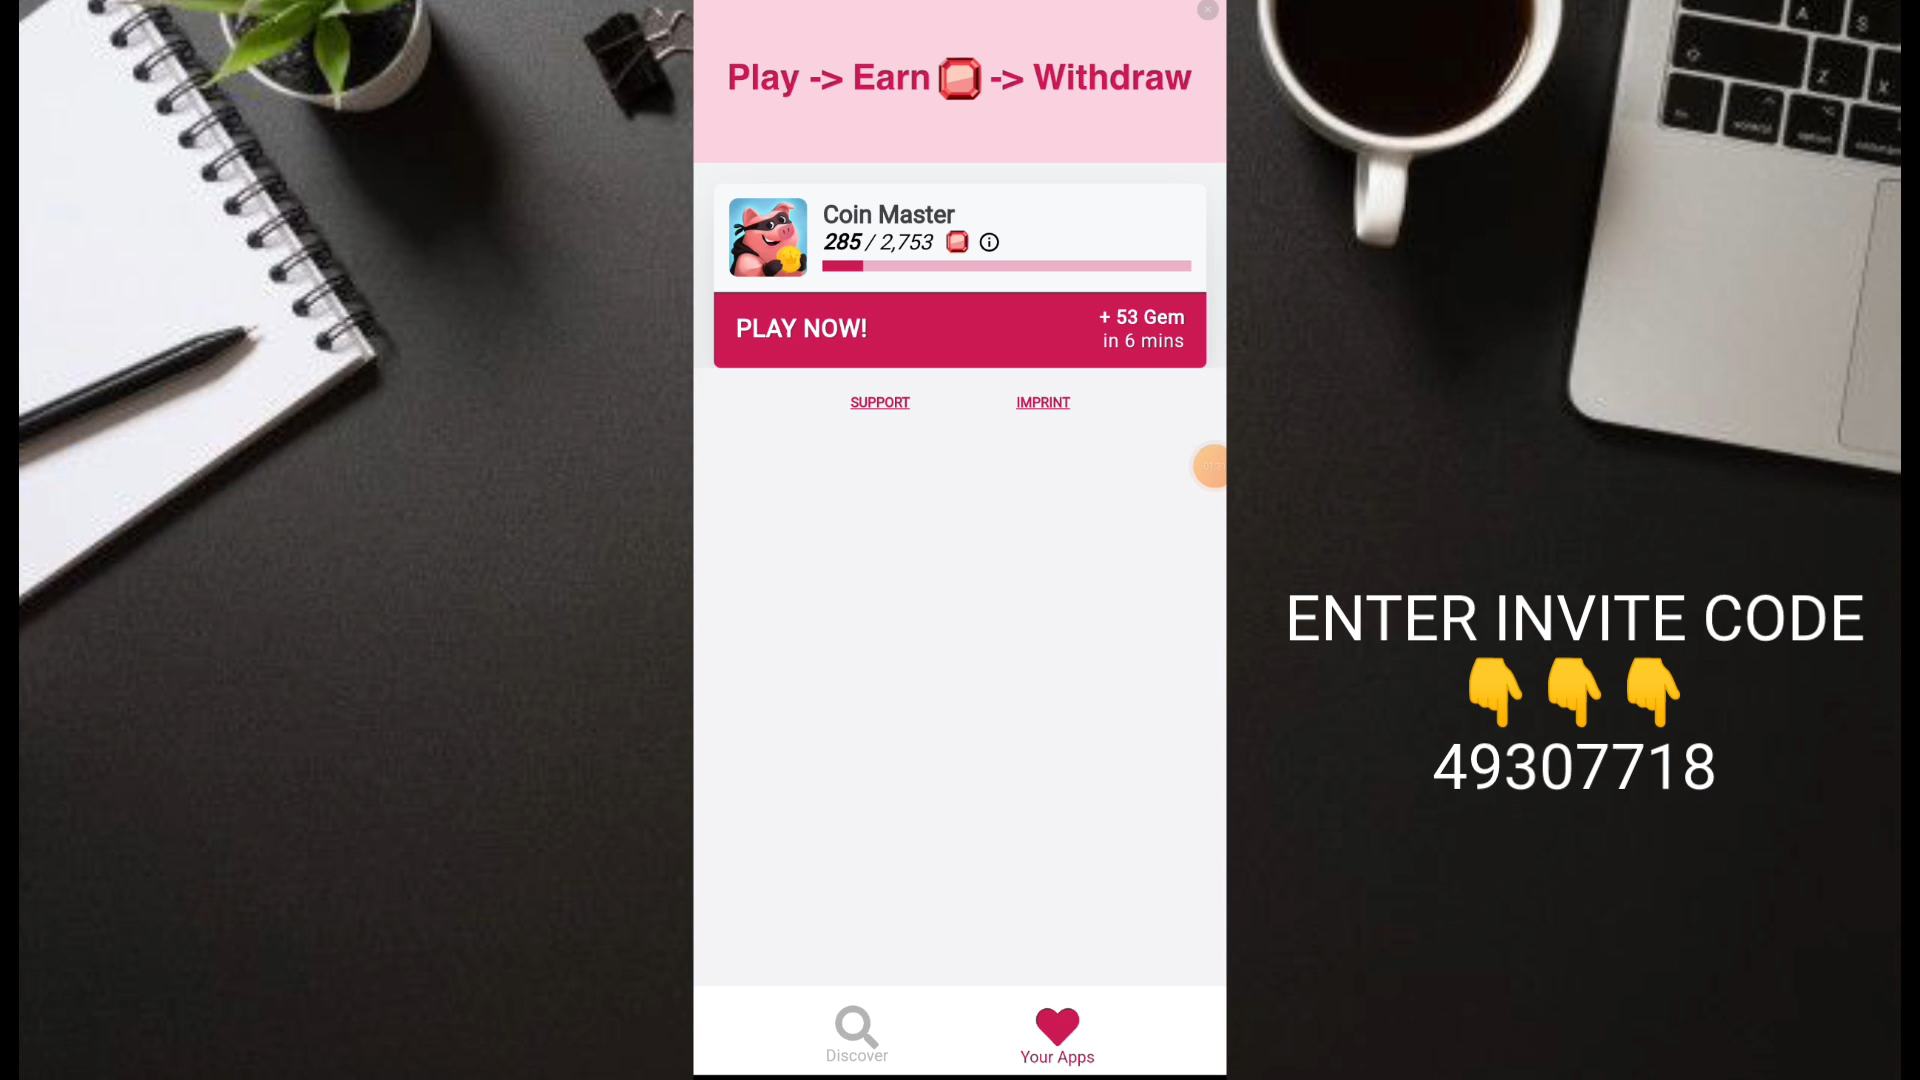 Play -> Earn -> Withdraw
Coin Master
285 / 2,753
PLAY NOW!
+ 53 Gem
in 6 mins
SUPPORT
IMPRINT
ENTER INVITE CODE
👇👇👇
49307718
Discover
Your Apps
A
S
Z
X